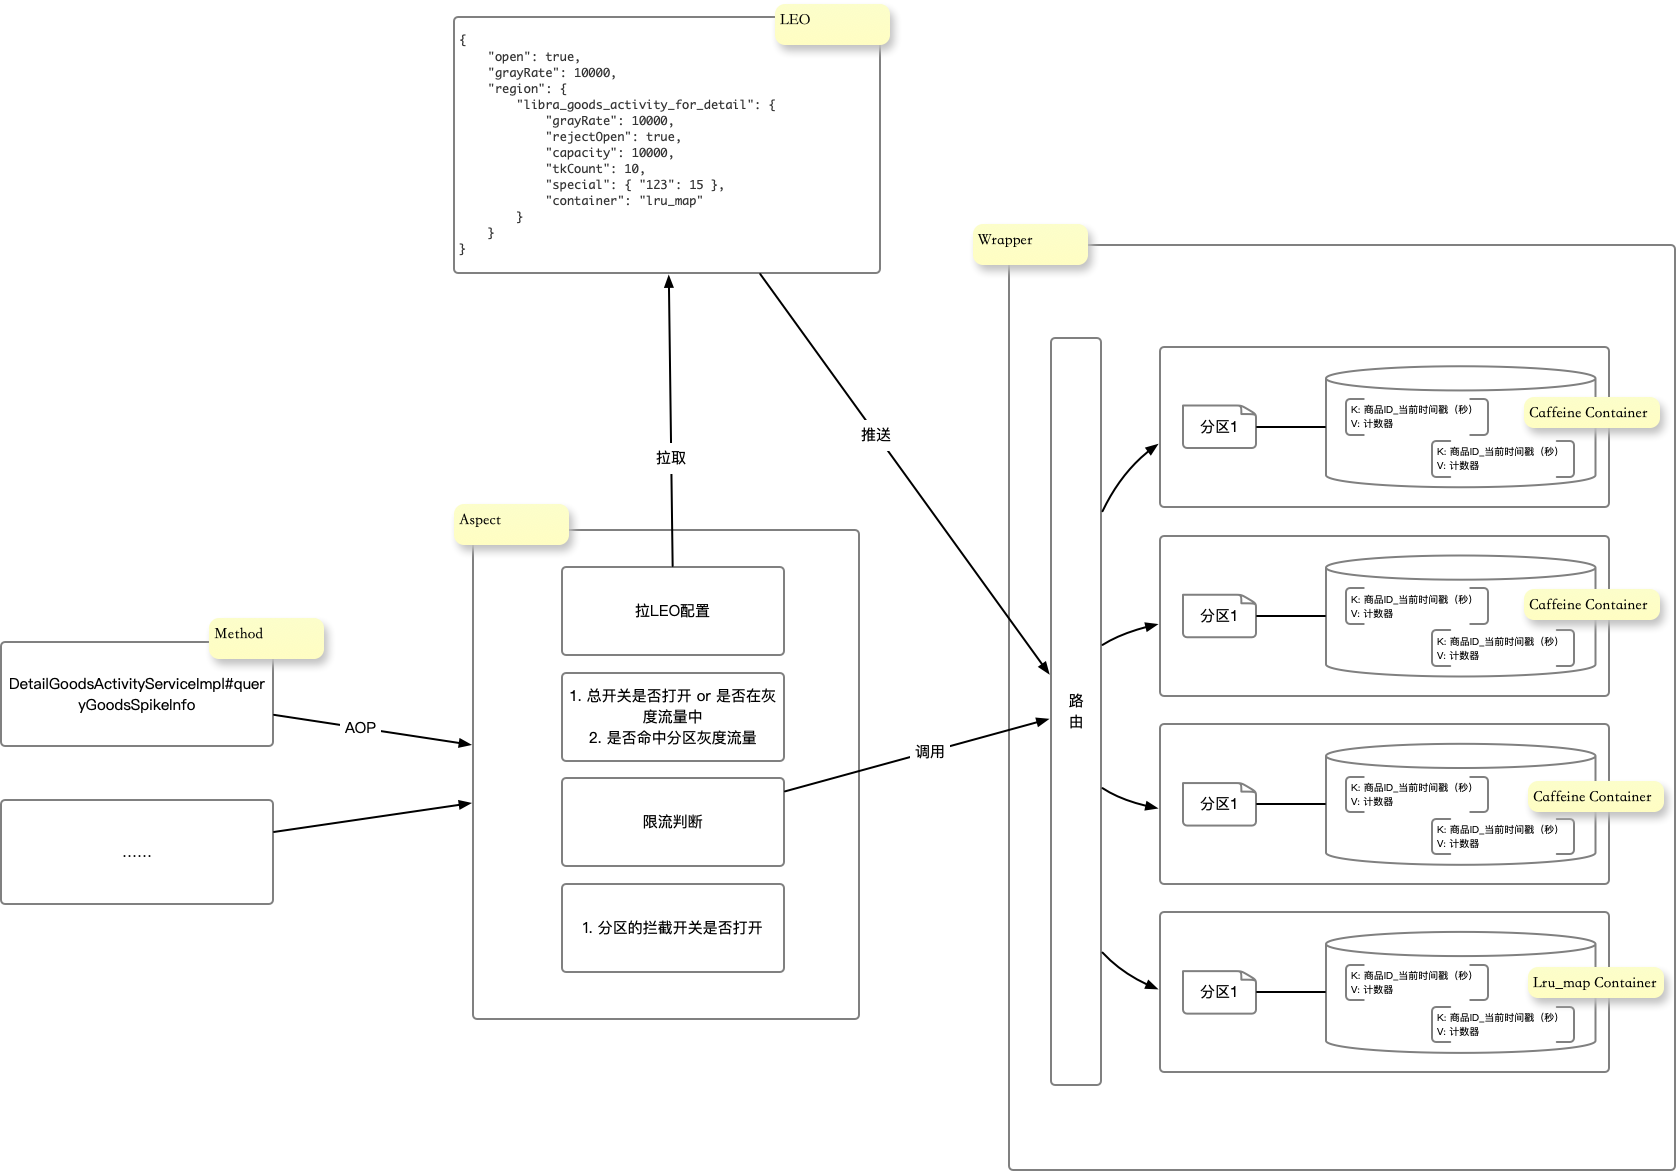 LEO
{
"open": true,
"grayRate": 10000,
"region": {
"libra_goods_activity_for_detail": {
"grayRate": 10000,
"rejectOpen": true,
"capacity": 10000,
"tkCount": 10,
"special": { "123": 15 },
"container": "lru_map"
}
}
}
拉取
推送
Method
DetailGoodsActivityServiceImpl#quer
yGoodsSpikeInfo
AOP
......
Aspect
拉LEO配置
1. 总开关是否打开 or 是否在灰
度流量中
2. 是否命中分区灰度流量
限流判断
1. 分区的拦截开关是否打开
调用
Wrapper
路
由
分区1
K: 商品ID_当前时间戳（秒）
V: 计数器
K: 商品ID_当前时间戳（秒）
V: 计数器
Caffeine Container
分区1
K: 商品ID_当前时间戳（秒）
V: 计数器
K: 商品ID_当前时间戳（秒）
V: 计数器
Caffeine Container
分区1
K: 商品ID_当前时间戳（秒）
V: 计数器
K: 商品ID_当前时间戳（秒）
V: 计数器
Caffeine Container
分区1
K: 商品ID_当前时间戳（秒）
V: 计数器
K: 商品ID_当前时间戳（秒）
V: 计数器
Lru_map Container